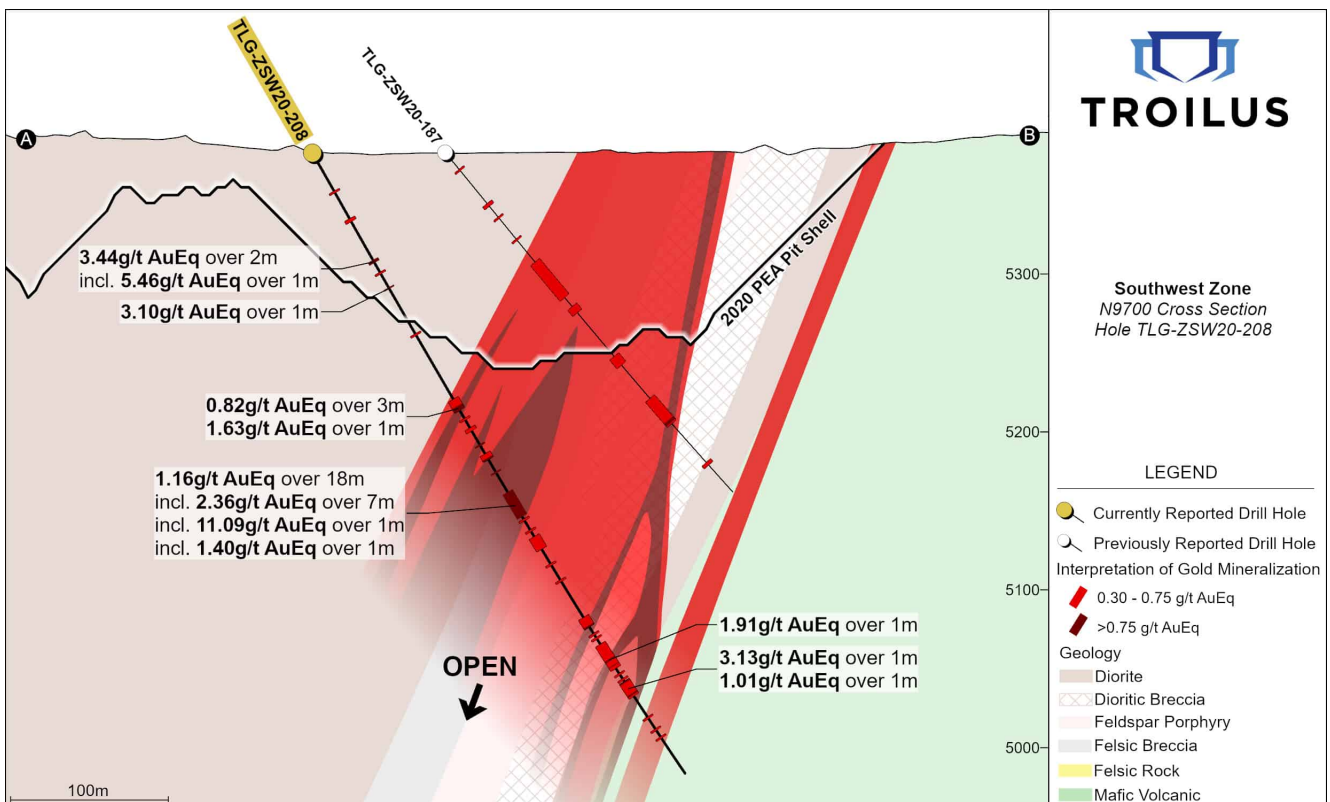 TLG-ZSW20-208
TLG-ZSW20-187
A
B
2020 PEA Pit Shell
3.44g/t AuEq over 2m
incl. 5.46g/t AuEq over 1m
3.10g/t AuEq over 1m
0.82g/t AuEq over 3m
1.63g/t AuEq over 1m
1.16g/t AuEq over 18m
incl. 2.36g/t AuEq over 7m
incl. 11.09g/t AuEq over 1m
incl. 1.40g/t AuEq over 1m
1.91g/t AuEq over 1m
3.13g/t AuEq over 1m
1.01g/t AuEq over 1m
OPEN
100m
5300
5200
5100
5000
TROILUS
Southwest Zone
N9700 Cross Section
Hole TLG-ZSW20-208
LEGEND
Currently Reported Drill Hole
Previously Reported Drill Hole
Interpretation of Gold Mineralization
0.30 - 0.75 g/t AuEq
>0.75 g/t AuEq
Geology
Diorite
Dioritic Breccia
Feldspar Porphyry
Felsic Breccia
Felsic Rock
Mafic Volcanic